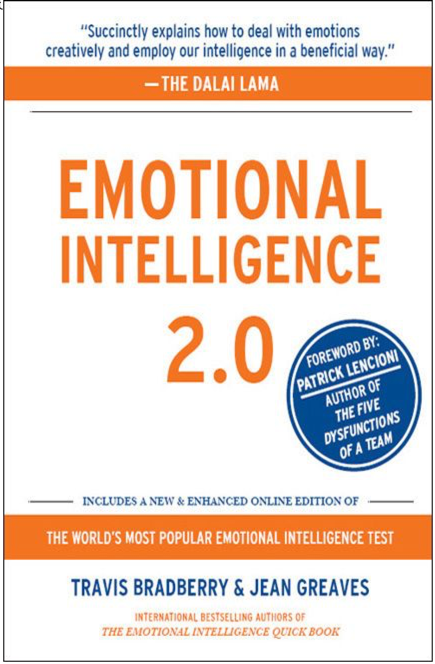 “Succinctly explains how to deal with emotions
creatively and employ our intelligence in a beneficial way.”
—THE DALAI LAMA
EMOTIONAL
INTELLIGENCE
2.0
FOREWORD BY:
PATRICK LENCIONI
AUTHOR OF
THE FIVE
DYSFUNCTIONS
OF A TEAM
INCLUDES A NEW & ENHANCED ONLINE EDITION OF
THE WORLD'S MOST POPULAR EMOTIONAL INTELLIGENCE TEST
TRAVIS BRADBERRY & JEAN GREAVES
INTERNATIONAL BESTSELLING AUTHORS OF
THE EMOTIONAL INTELLIGENCE QUICK BOOK